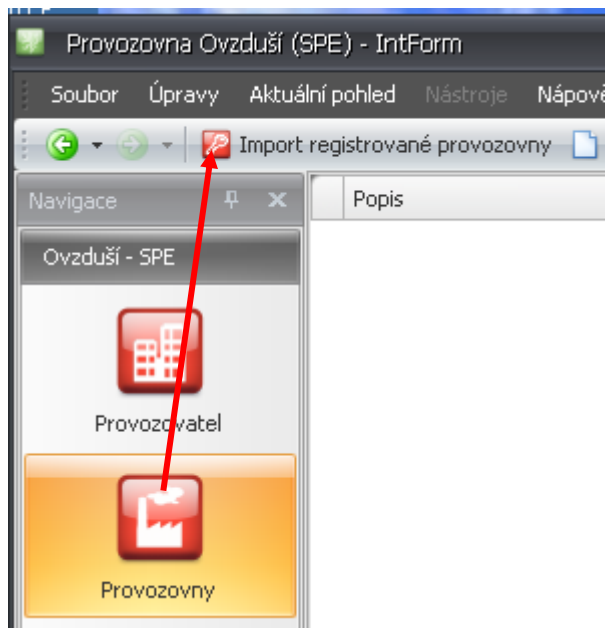 Provozovna Ovzduší (SPE) - IntForm
Soubor Úpravy Aktuální pohled Nástroje
Import registrované provozovny
Navigace
Popis
Ovzduší - SPE
Provozovatel
Provozovny